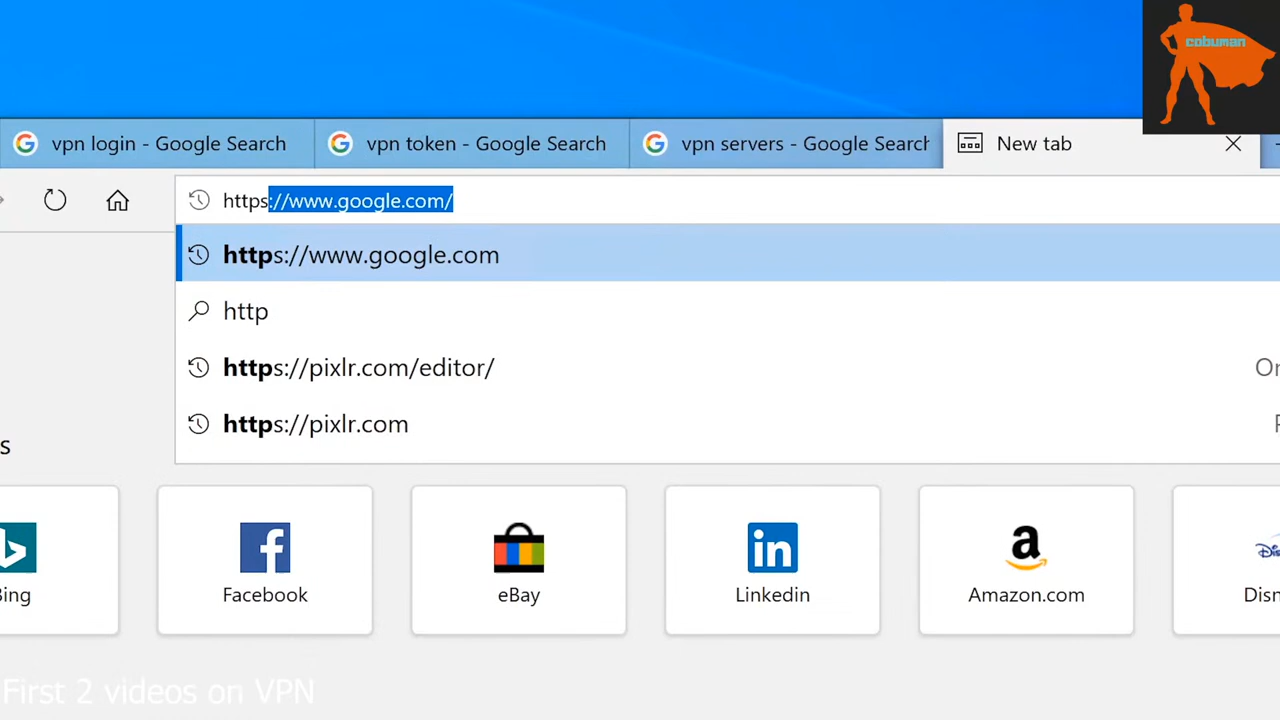 cobuman
vpn login - Google Search
vpn token - Google Search
vpn servers - Google Search
New tab
https://www.google.com/
https://www.google.com
http
https://pixlr.com/editor/
https://pixlr.com
Facebook
eBay
Linkedin
Amazon.com
First 2 videos on VPN